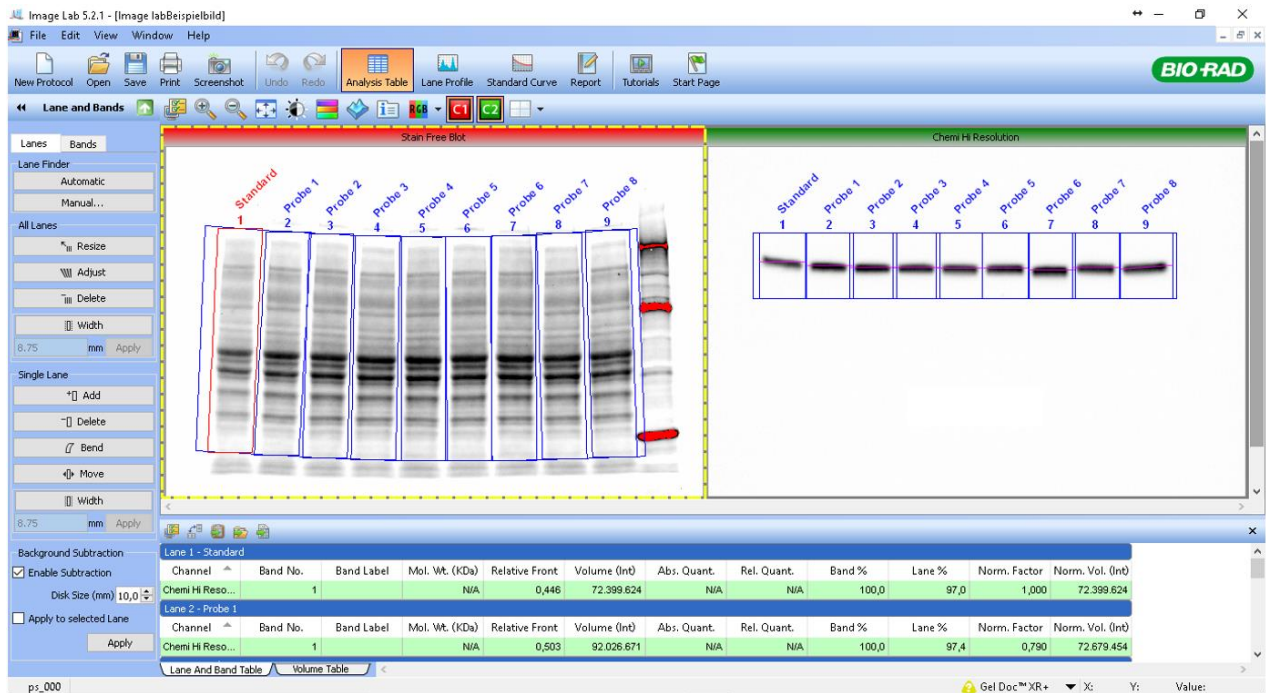 Image Lab 5.2.1 - [Image labBeispielbild]
File Edit View Window Help
New Protocol Open Save Print Screenshot Undo Redo Analysis Table Lane Profile Standard Curve Report Tutorials Start Page
BIO-RAD
Lane and Bands RGB C1 C2
Lanes Bands
Lane Finder
Automatic
Manual...
All Lanes
Resize
Adjust
Delete
Width
8.75 mm Apply
Single Lane
Add
Delete
Bend
Move
Width
8.75 mm Apply
Background Subtraction
Enable Subtraction
Disk Size (mm) 10,0
Apply to selected Lane
Apply
Stain Free Blot
Standard Probe 1 Probe 2 Probe 3 Probe 4 Probe 5 Probe 6 Probe 7 Probe 8
1 2 3 4 5 6 7 8 9
Chemi Hi Resolution
Standard Probe 1 Probe 2 Probe 3 Probe 4 Probe 5 Probe 6 Probe 7 Probe 8
1 2 3 4 5 6 7 8 9
Lane 1 - Standard
Channel Band No. Band Label Mol. Wt. (KDa) Relative Front Volume (Int) Abs. Quant. Rel. Quant. Band % Lane % Norm. Factor Norm. Vol. (Int)
Chemi Hi Reso... 1 N/A 0,446 72.399.624 N/A N/A 100,0 97,0 1,000 72.399.624
Lane 2 - Probe 1
Channel Band No. Band Label Mol. Wt. (KDa) Relative Front Volume (Int) Abs. Quant. Rel. Quant. Band % Lane % Norm. Factor Norm. Vol. (Int)
Chemi Hi Reso... 1 N/A 0,503 92.026.671 N/A N/A 100,0 97,4 0,790 72.679.454
Lane And Band Table Volume Table
ps_000 Gel Doc™ XR+ X: Y: Value: